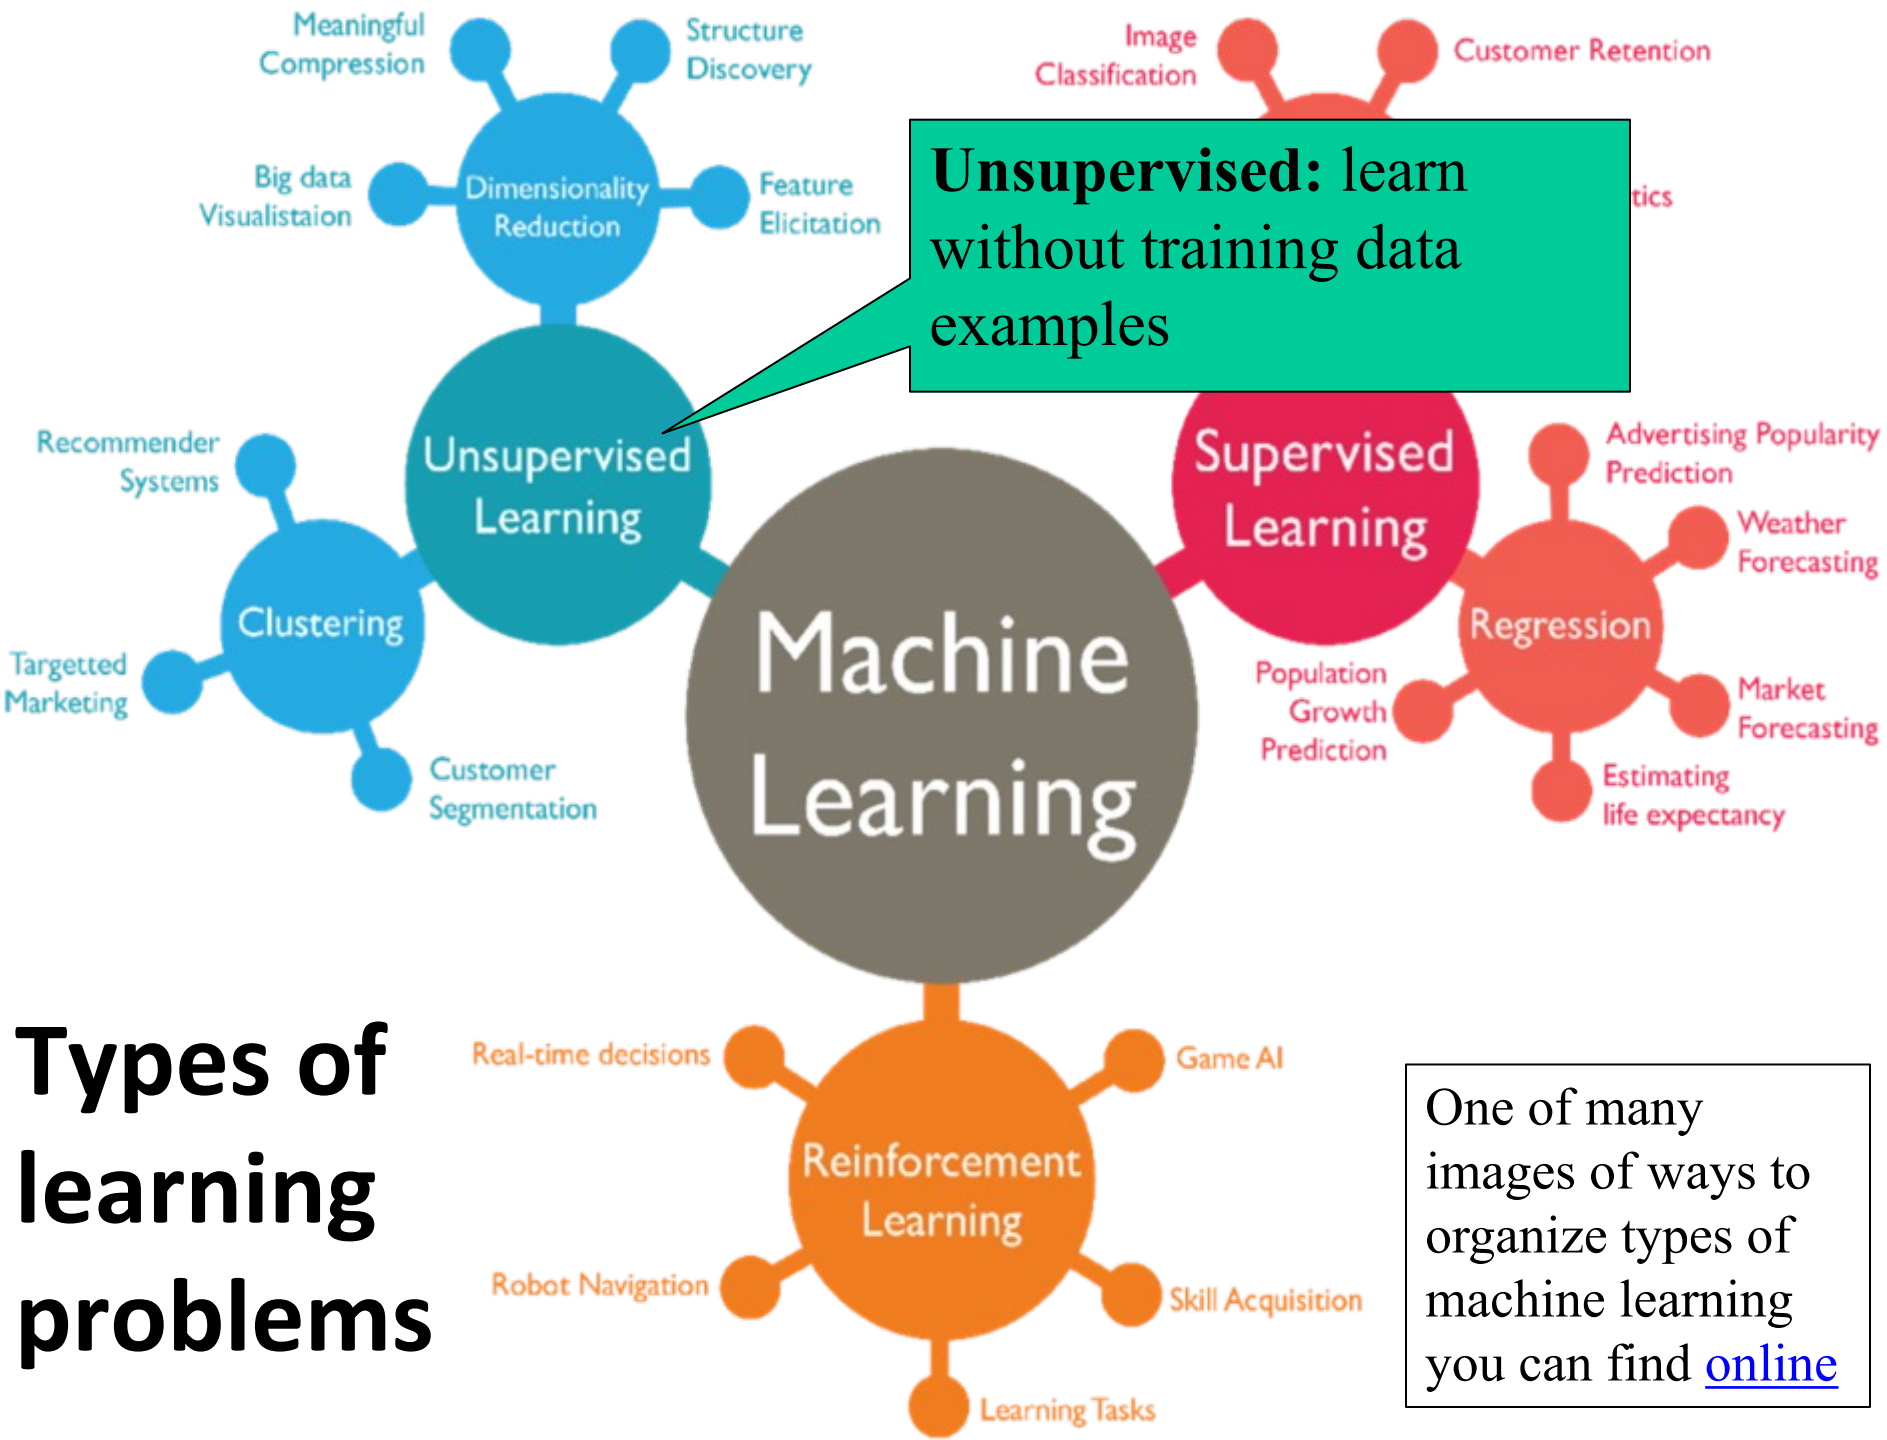 Meaningful
Compression
Structure
Discovery
Big data
Visualistaion
Dimensionality
Reduction
Feature
Elicitation
Image
Classification
Customer Retention
Unsupervised: learn
without training data
examples
tics
Recommender
Systems
Unsupervised
Learning
Clustering
Targetted
Marketing
Customer
Segmentation
Machine
Learning
Supervised
Learning
Advertising Popularity
Prediction
Weather
Forecasting
Regression
Population
Growth
Prediction
Market
Forecasting
Estimating
life expectancy
Types of
learning
problems
Real-time decisions
Game AI
Reinforcement
Learning
Robot Navigation
Skill Acquisition
Learning Tasks
One of many
images of ways to
organize types of
machine learning
you can find online